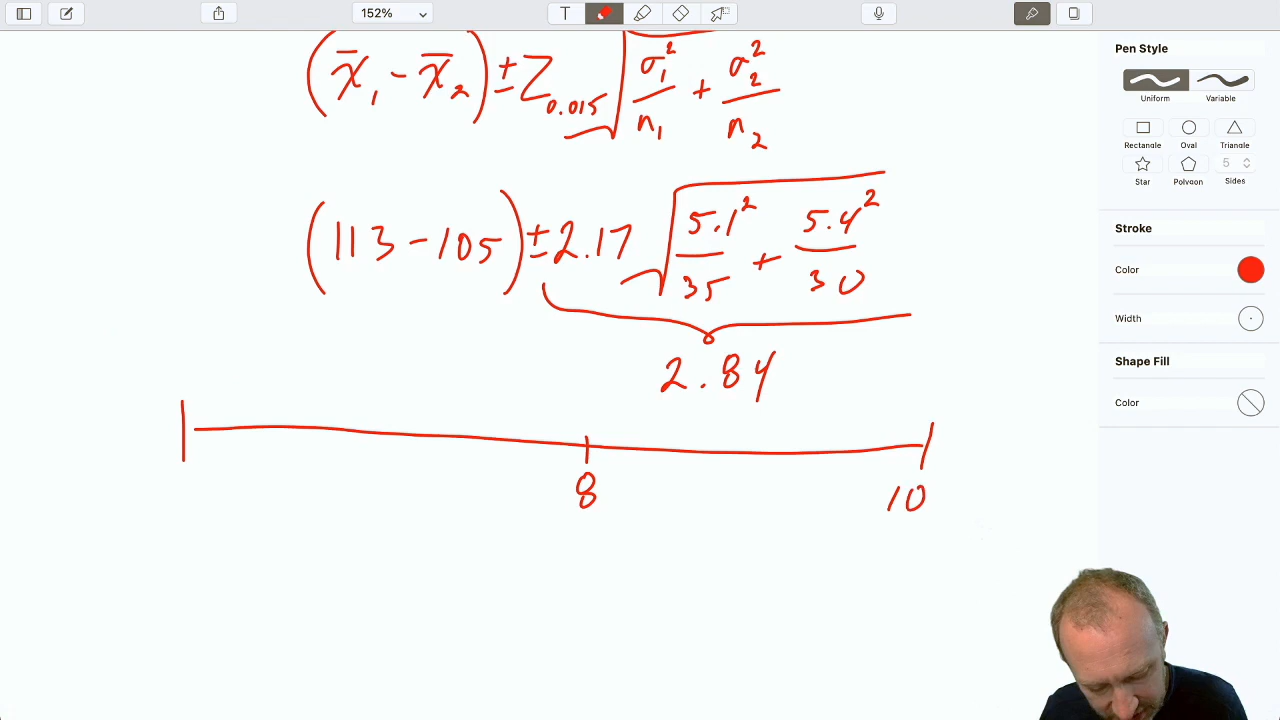 152%
T
(x̄₁ - x̄₂) ± Z₀.₀₁₅ √(σ₁²/n₁ + σ₂²/n₂)
(113 - 105) ± 2.17 √(5.1²/35 + 5.4²/30)
2.84
8 10
Pen Style
Uniform Variable
Rectangle Oval Triangle
5
Star Polygon Sides
Stroke
Color
Width
Shape Fill
Color